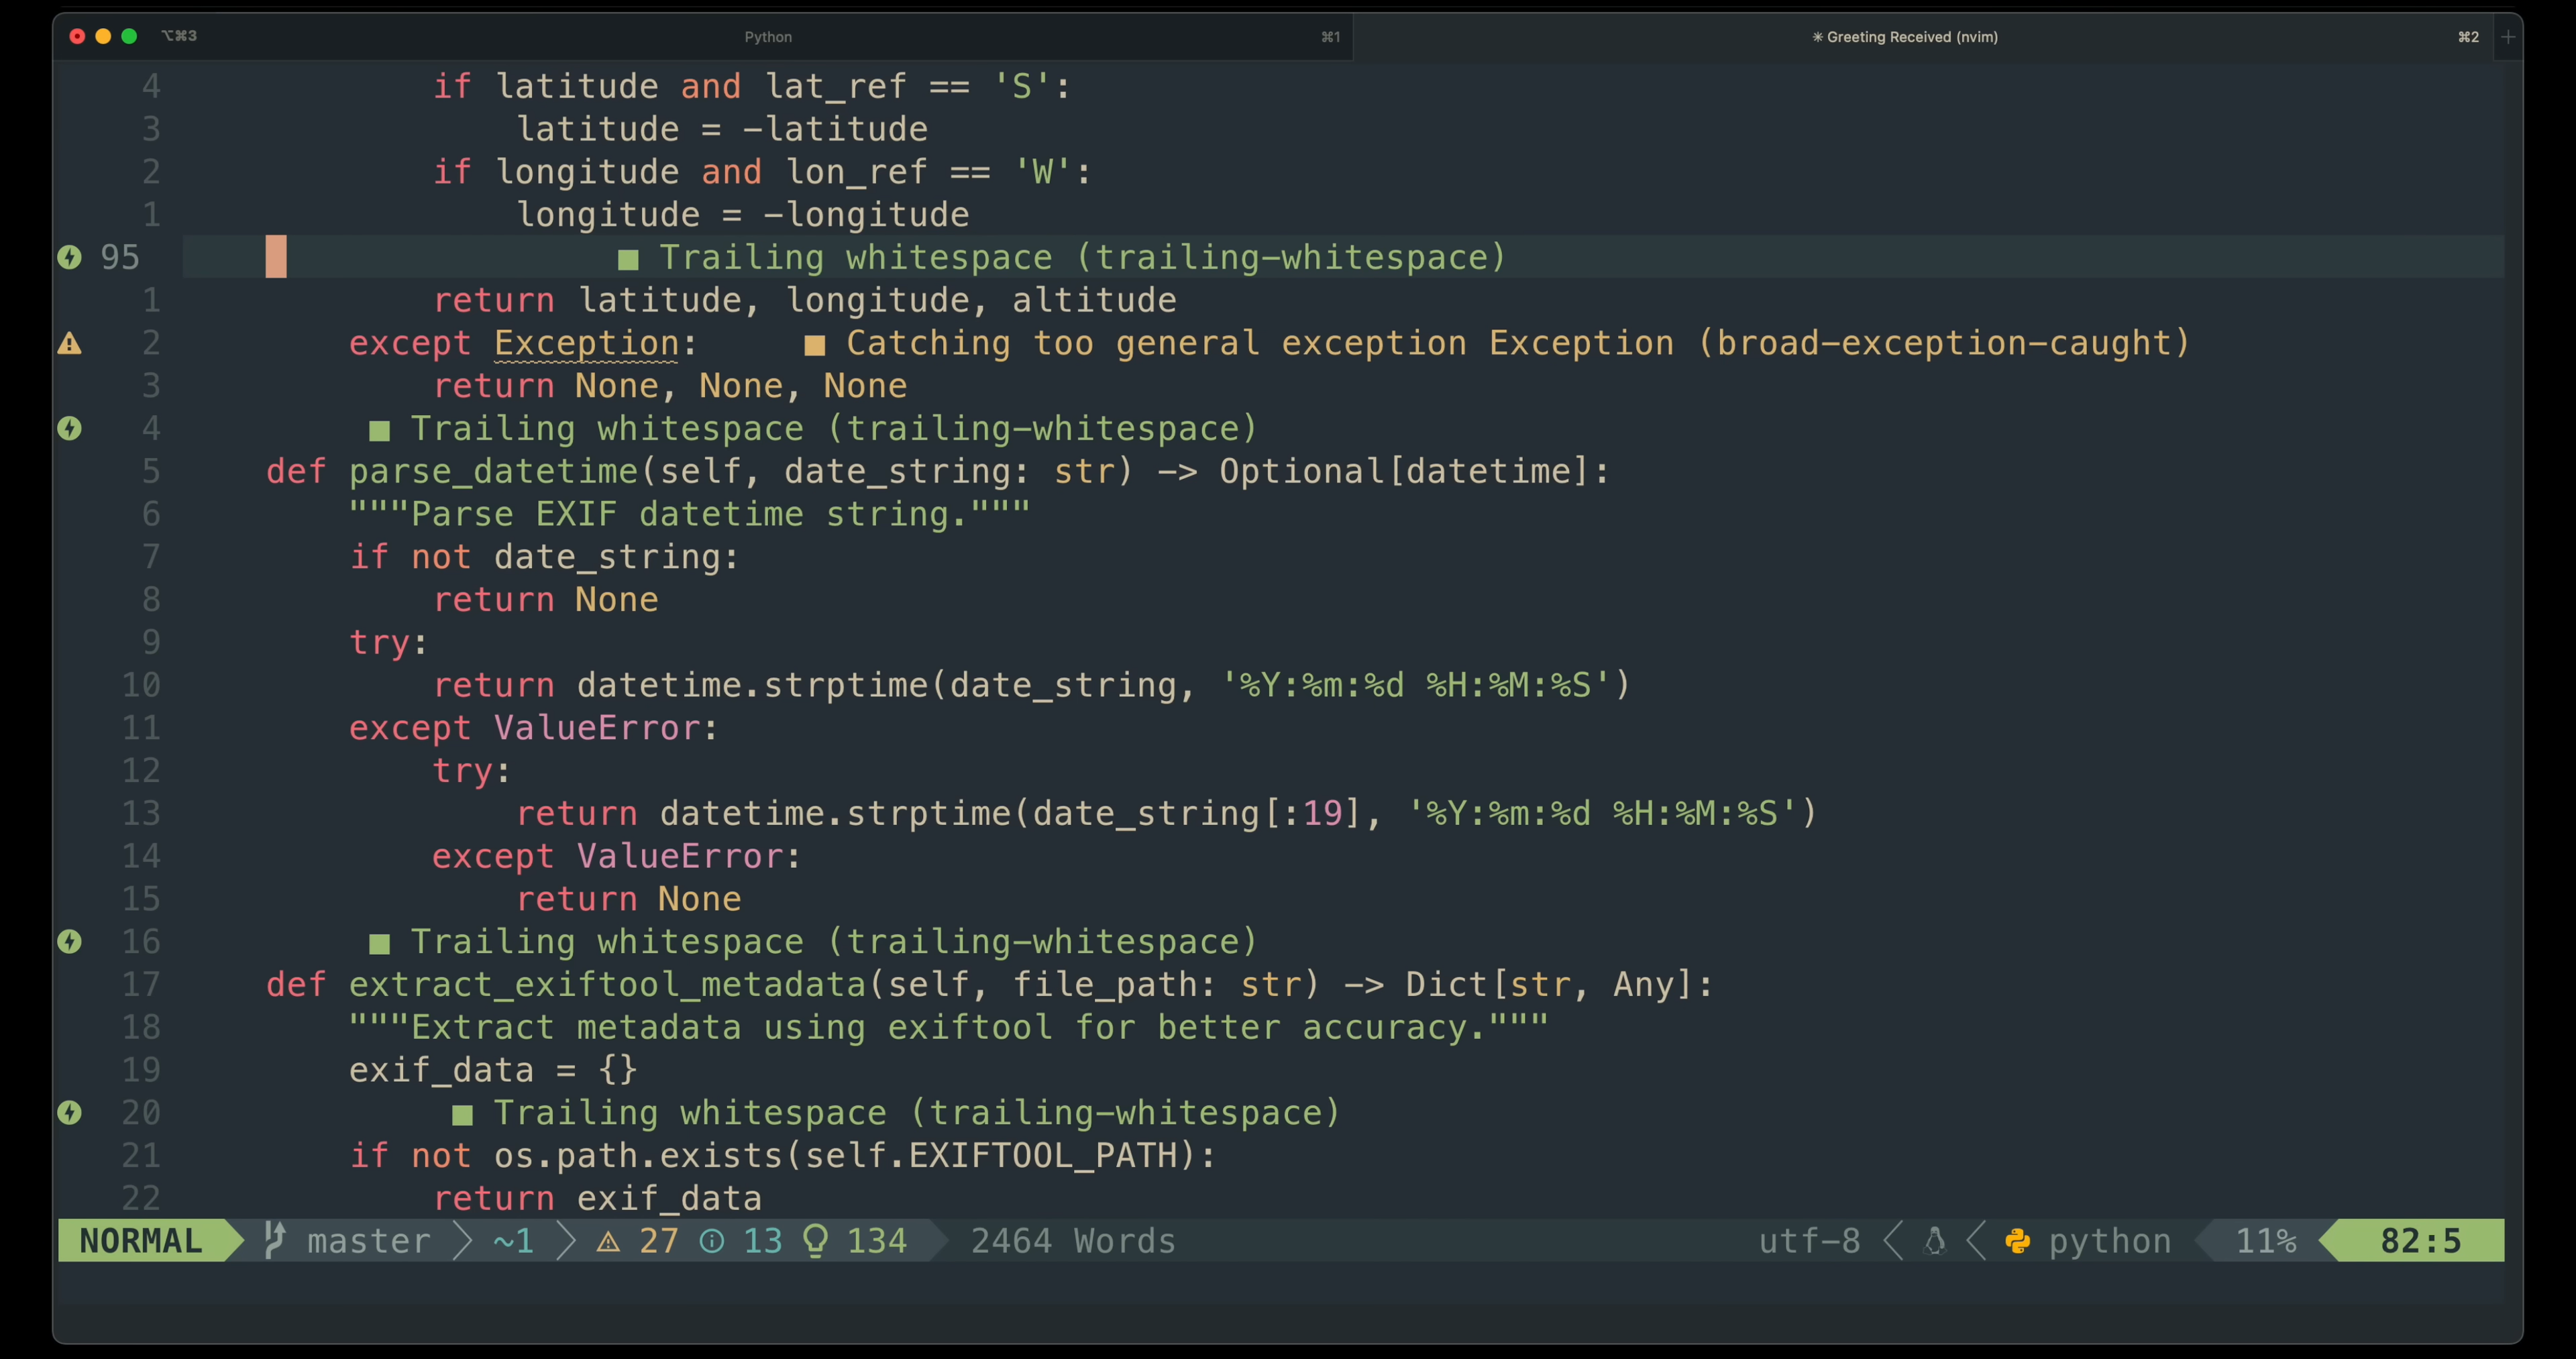 ⌥⌘3 Python ⌘1 ✳ Greeting Received (nvim) ⌘2 +
4 if latitude and lat_ref == 'S':
3 latitude = -latitude
2 if longitude and lon_ref == 'W':
1 longitude = -longitude
95 ■ Trailing whitespace (trailing-whitespace)
1 return latitude, longitude, altitude
2 except Exception: ■ Catching too general exception Exception (broad-exception-caught)
3 return None, None, None
4 ■ Trailing whitespace (trailing-whitespace)
5 def parse_datetime(self, date_string: str) -> Optional[datetime]:
6 """Parse EXIF datetime string."""
7 if not date_string:
8 return None
9 try:
10 return datetime.strptime(date_string, '%Y:%m:%d %H:%M:%S')
11 except ValueError:
12 try:
13 return datetime.strptime(date_string[:19], '%Y:%m:%d %H:%M:%S')
14 except ValueError:
15 return None
16 ■ Trailing whitespace (trailing-whitespace)
17 def extract_exiftool_metadata(self, file_path: str) -> Dict[str, Any]:
18 """Extract metadata using exiftool for better accuracy."""
19 exif_data = {}
20 ■ Trailing whitespace (trailing-whitespace)
21 if not os.path.exists(self.EXIFTOOL_PATH):
22 return exif_data
NORMAL master ~1 27 13 134 2464 Words utf-8 python 11% 82:5